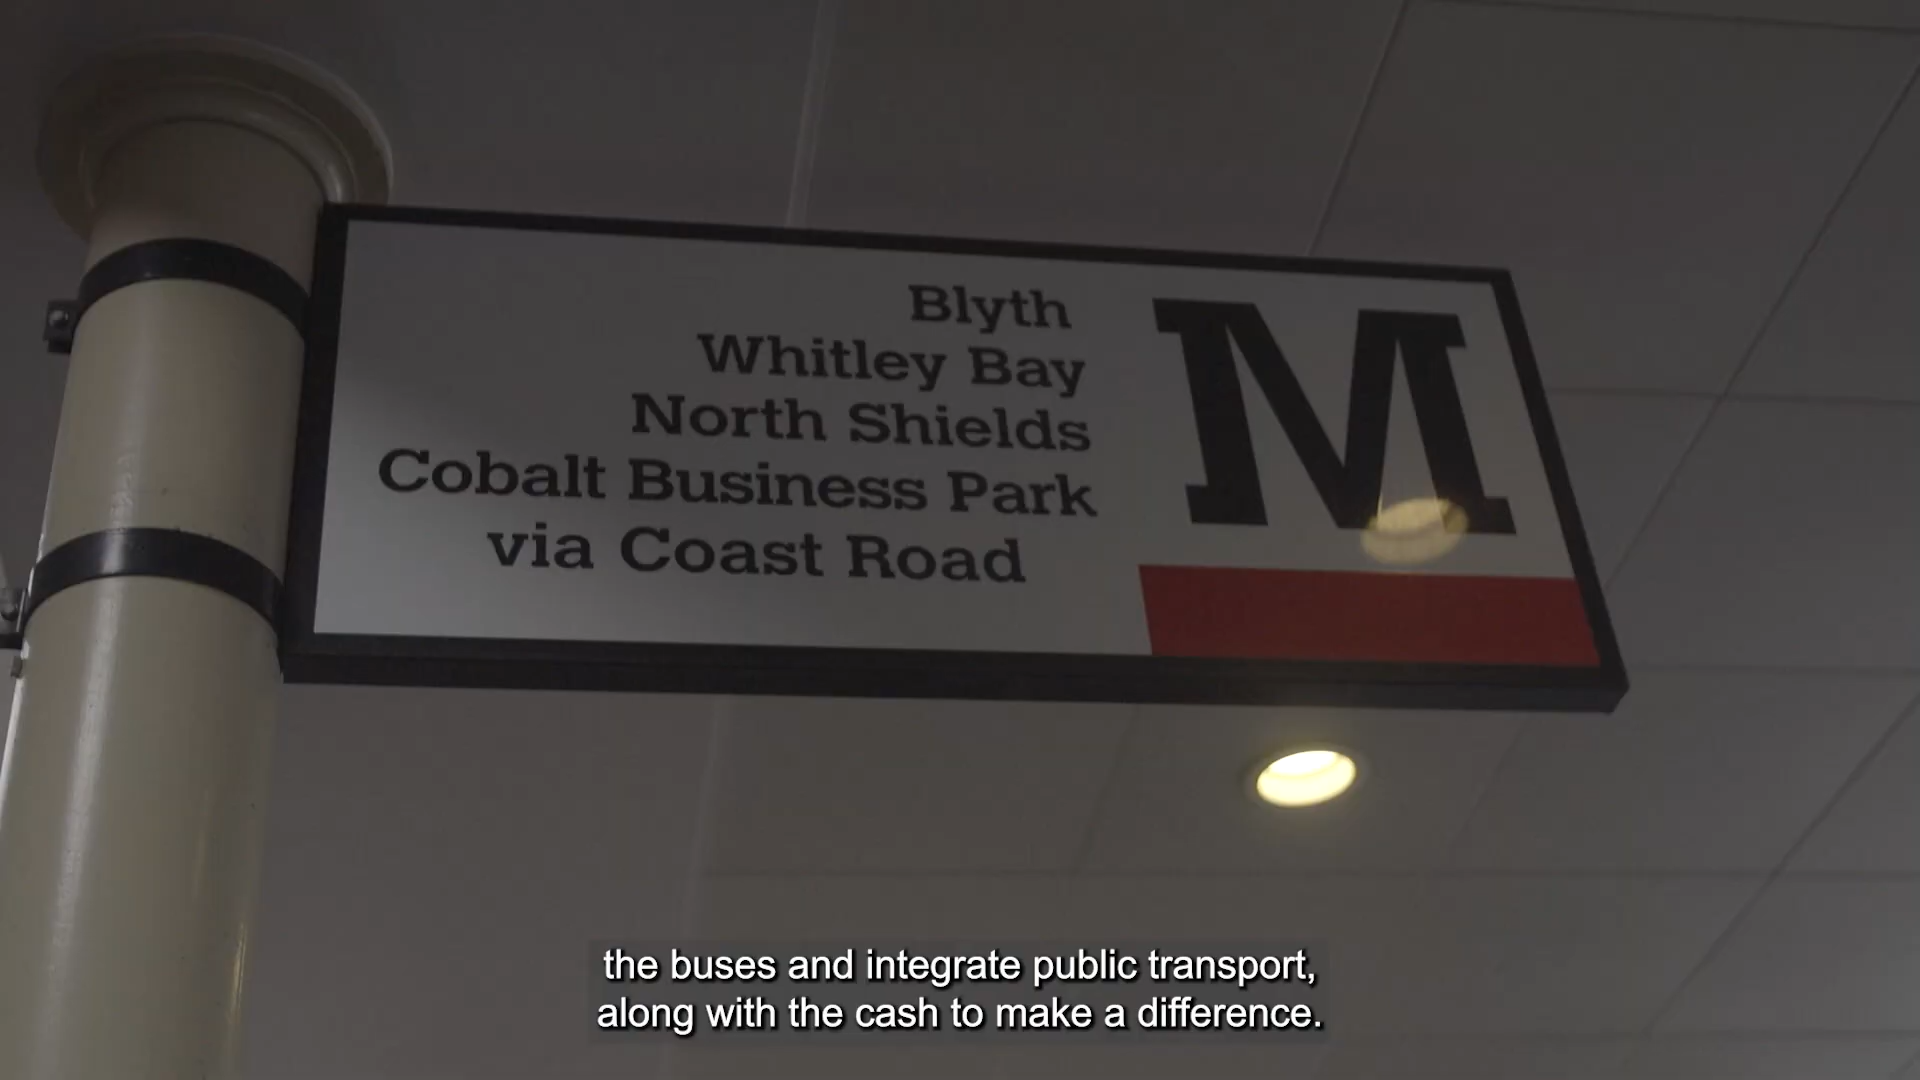 Blyth
Whitley Bay
North Shields
Cobalt Business Park
via Coast Road
M
the buses and integrate public transport,
along with the cash to make a difference.